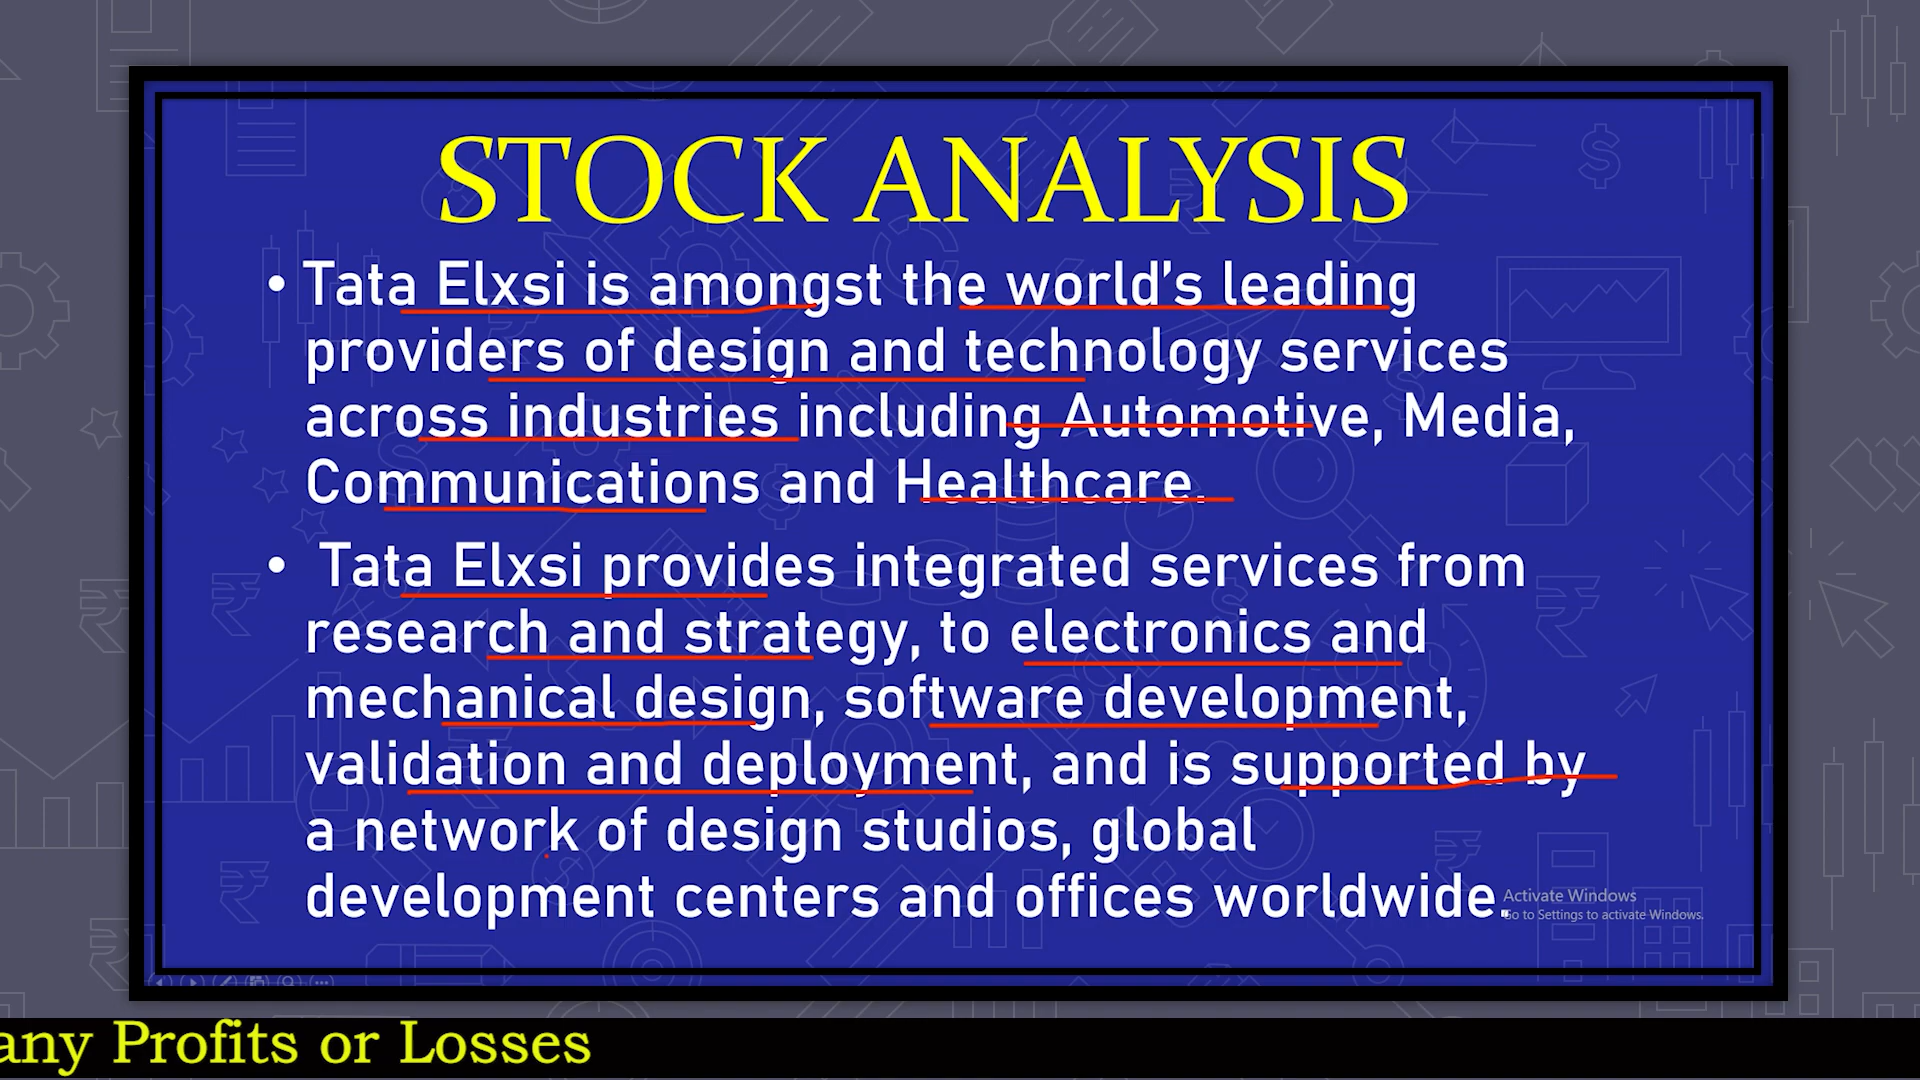 STOCK ANALYSIS
• Tata Elxsi is amongst the world's leading
providers of design and technology services
across industries including Automotive, Media,
Communications and Healthcare.
• Tata Elxsi provides integrated services from
research and strategy, to electronics and
mechanical design, software development,
validation and deployment, and is supported by
a network of design studios, global
development centers and offices worldwide.
Activate Windows
Go to Settings to activate Windows.
any Profits or Losses